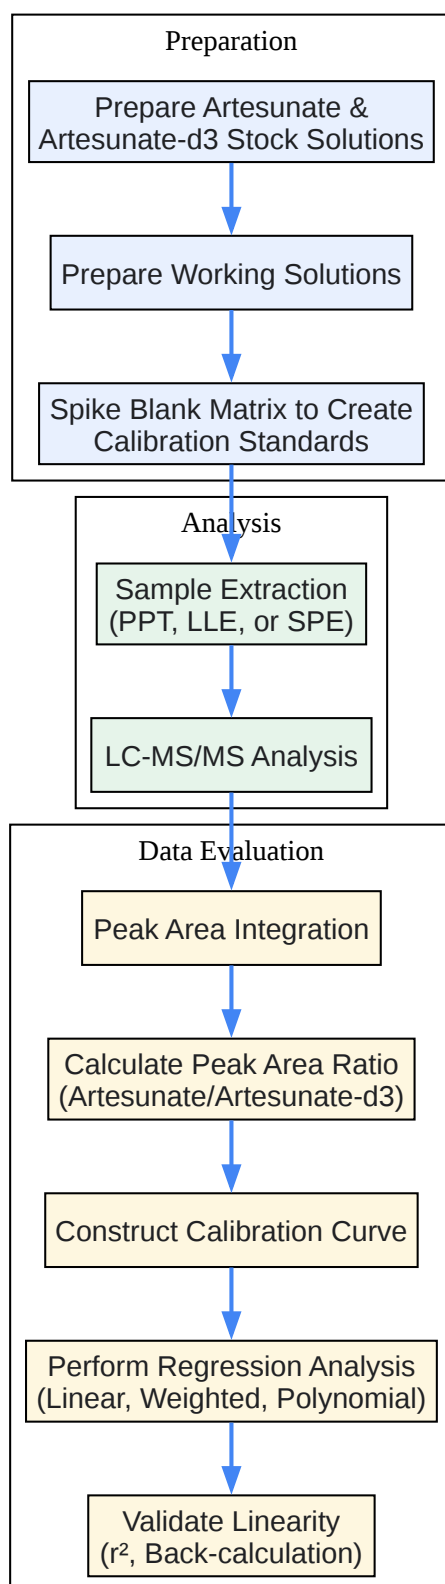 Preparation
Prepare Artesunate &
Artesunate-d3 Stock Solutions
Prepare Working Solutions
Spike Blank Matrix to Create
Calibration Standards
Analysis
Sample Extraction
(PPT, LLE, or SPE)
LC-MS/MS Analysis
Data Evaluation
Peak Area Integration
Calculate Peak Area Ratio
(Artesunate/Artesunate-d3)
Construct Calibration Curve
Perform Regression Analysis
(Linear, Weighted, Polynomial)
Validate Linearity
(r², Back-calculation)